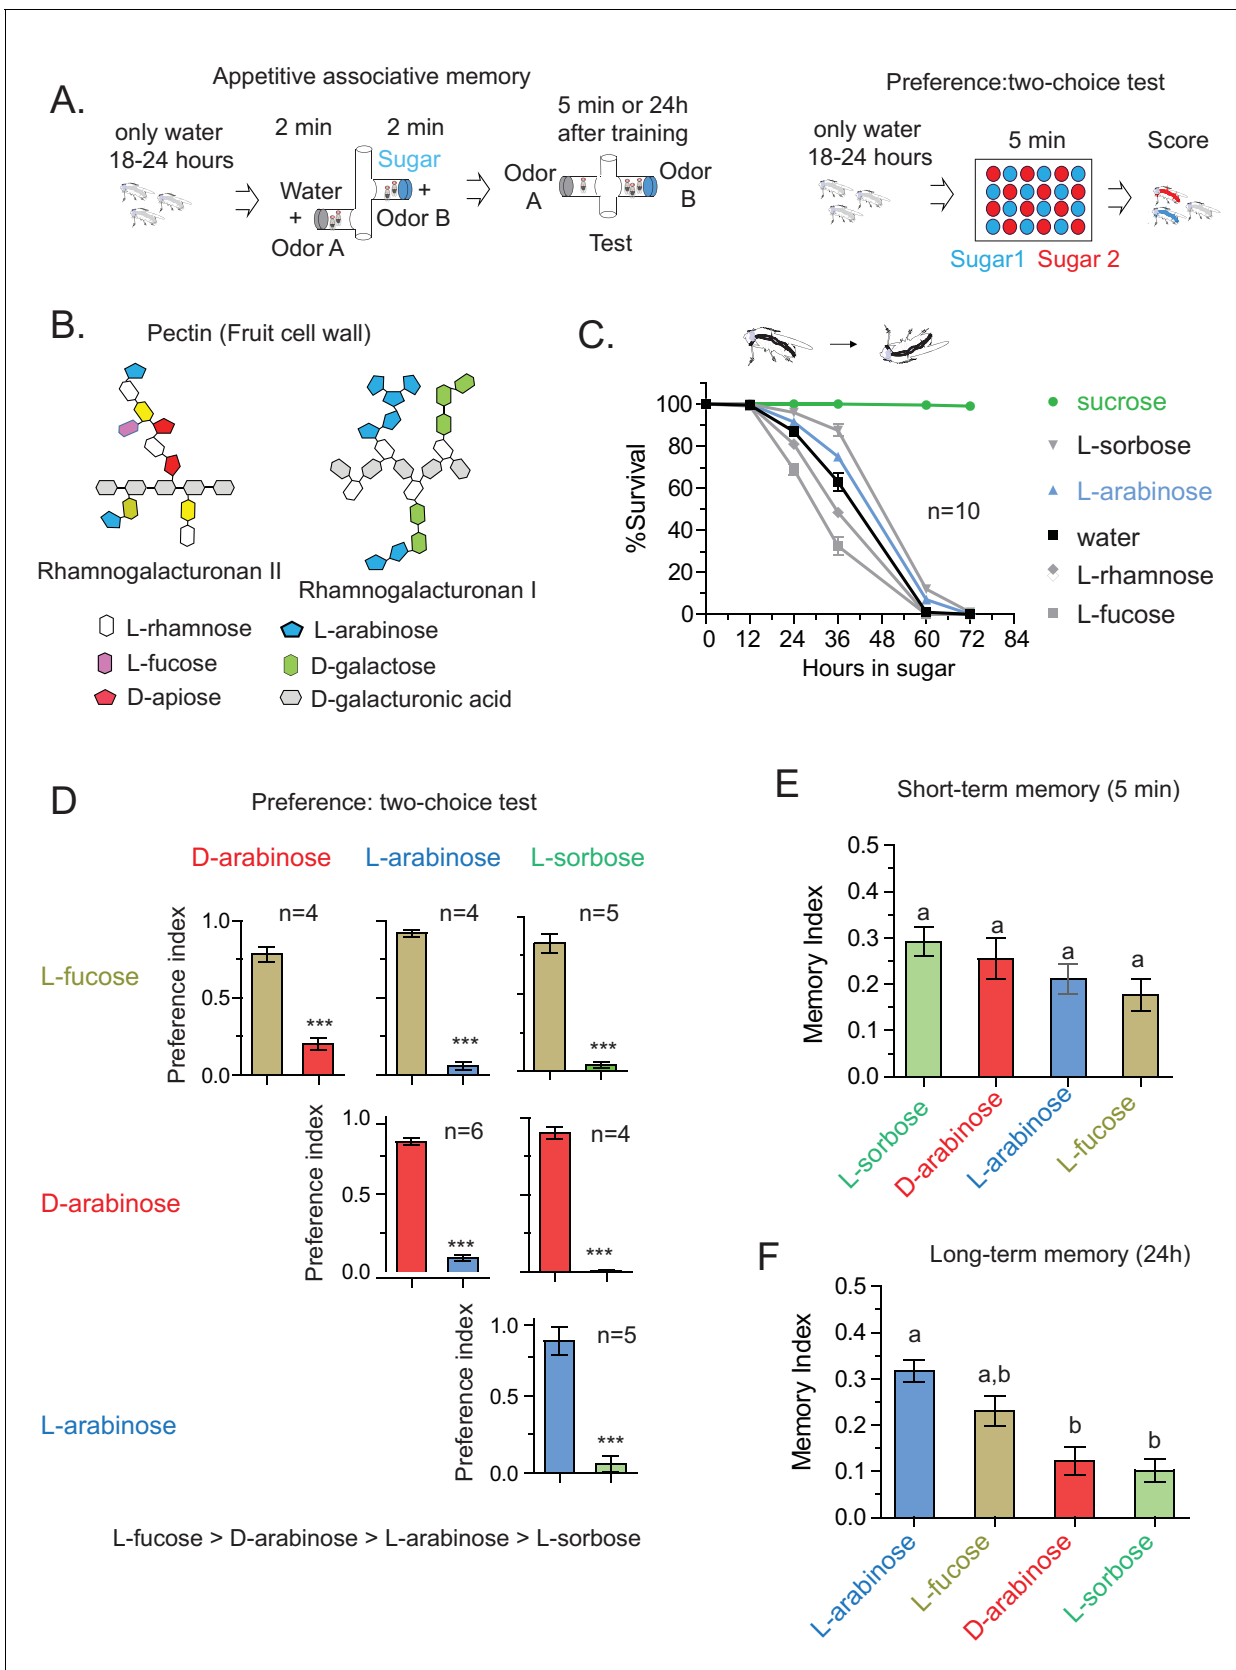 A.
Appetitive associative memory
only water
18-24 hours
2 min
2 min
Sugar
Water
+
+
Odor A
Odor B
5 min or 24h
after training
Odor
A
Odor
B
Test
Preference:two-choice test
only water
18-24 hours
5 min
Score
Sugar1
Sugar 2
B.
Pectin (Fruit cell wall)
Rhamnogalacturonan II
Rhamnogalacturonan I
L-rhamnose
L-arabinose
L-fucose
D-galactose
D-apiose
D-galacturonic acid
C.
%Survival
100
80
60
40
20
0
0
12
24
36
48
60
72
84
Hours in sugar
n=10
sucrose
L-sorbose
L-arabinose
water
L-rhamnose
L-fucose
D
Preference: two-choice test
D-arabinose
L-arabinose
L-sorbose
L-fucose
Preference index
1.0
0.5
0.0
n=4
***
n=4
***
n=5
***
D-arabinose
Preference index
1.0
0.5
0.0
n=6
***
n=4
***
L-arabinose
Preference index
1.0
0.5
0.0
n=5
***
L-fucose > D-arabinose > L-arabinose > L-sorbose
E
Short-term memory (5 min)
Memory Index
0.5
0.4
0.3
0.2
0.1
0.0
a
a
a
a
L-sorbose
D-arabinose
L-arabinose
L-fucose
F
Long-term memory (24h)
Memory Index
0.5
0.4
0.3
0.2
0.1
0.0
a
a,b
b
b
L-arabinose
L-fucose
D-arabinose
L-sorbose